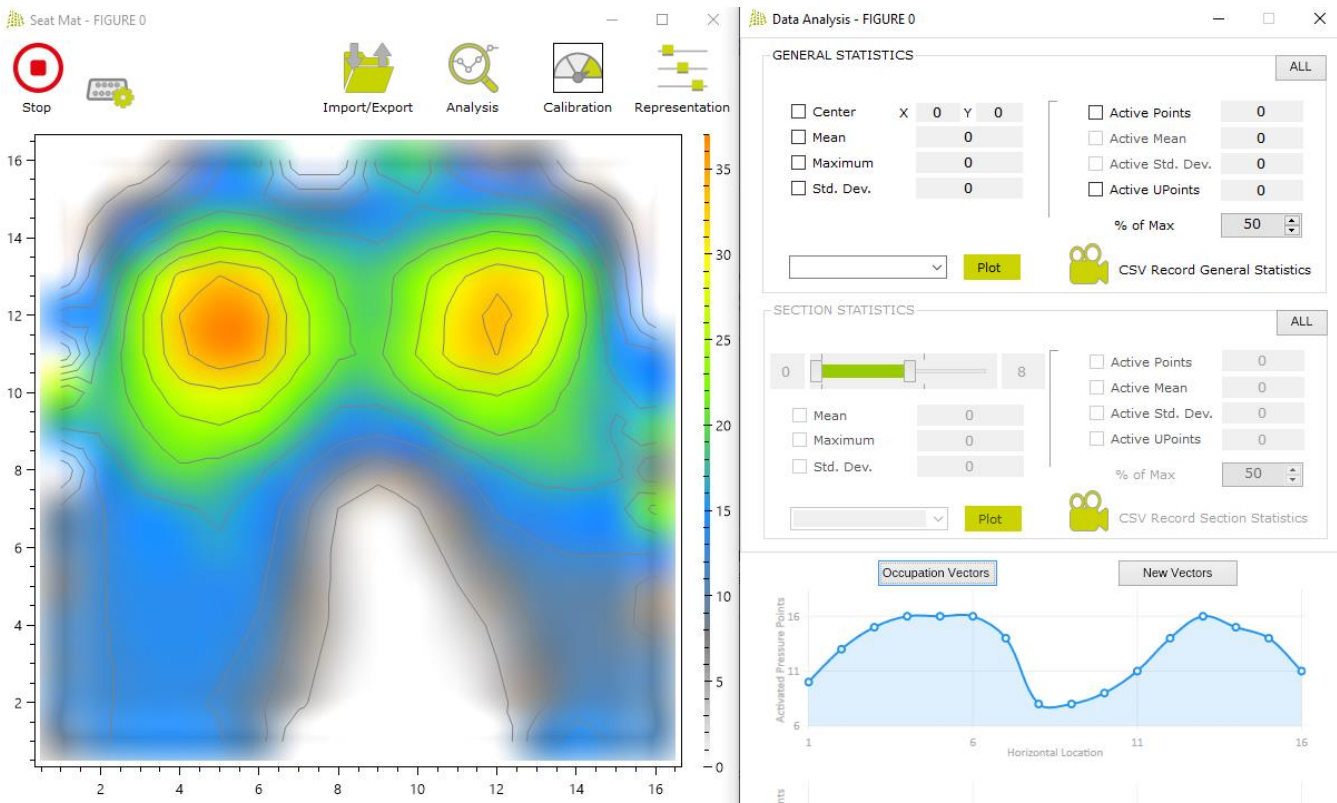 Seat Mat - FIGURE 0
Stop
Import/Export
Analysis
Calibration
Representation
16
14
12
10
8
6
4
2
2 4 6 8 10 12 14 16
35
30
25
20
15
10
5
0
Data Analysis - FIGURE 0
GENERAL STATISTICS
ALL
Center X 0 Y 0
Mean 0
Maximum 0
Std. Dev. 0
Active Points 0
Active Mean 0
Active Std. Dev. 0
Active UPoints 0
% of Max 50
Plot
CSV Record General Statistics
SECTION STATISTICS
ALL
0 8
Mean 0
Maximum 0
Std. Dev. 0
Active Points 0
Active Mean 0
Active Std. Dev. 0
Active UPoints 0
% of Max 50
Plot
CSV Record Section Statistics
Occupation Vectors
New Vectors
Activated Pressure Points
16
11
6
1 6 11 16
Horizontal Location